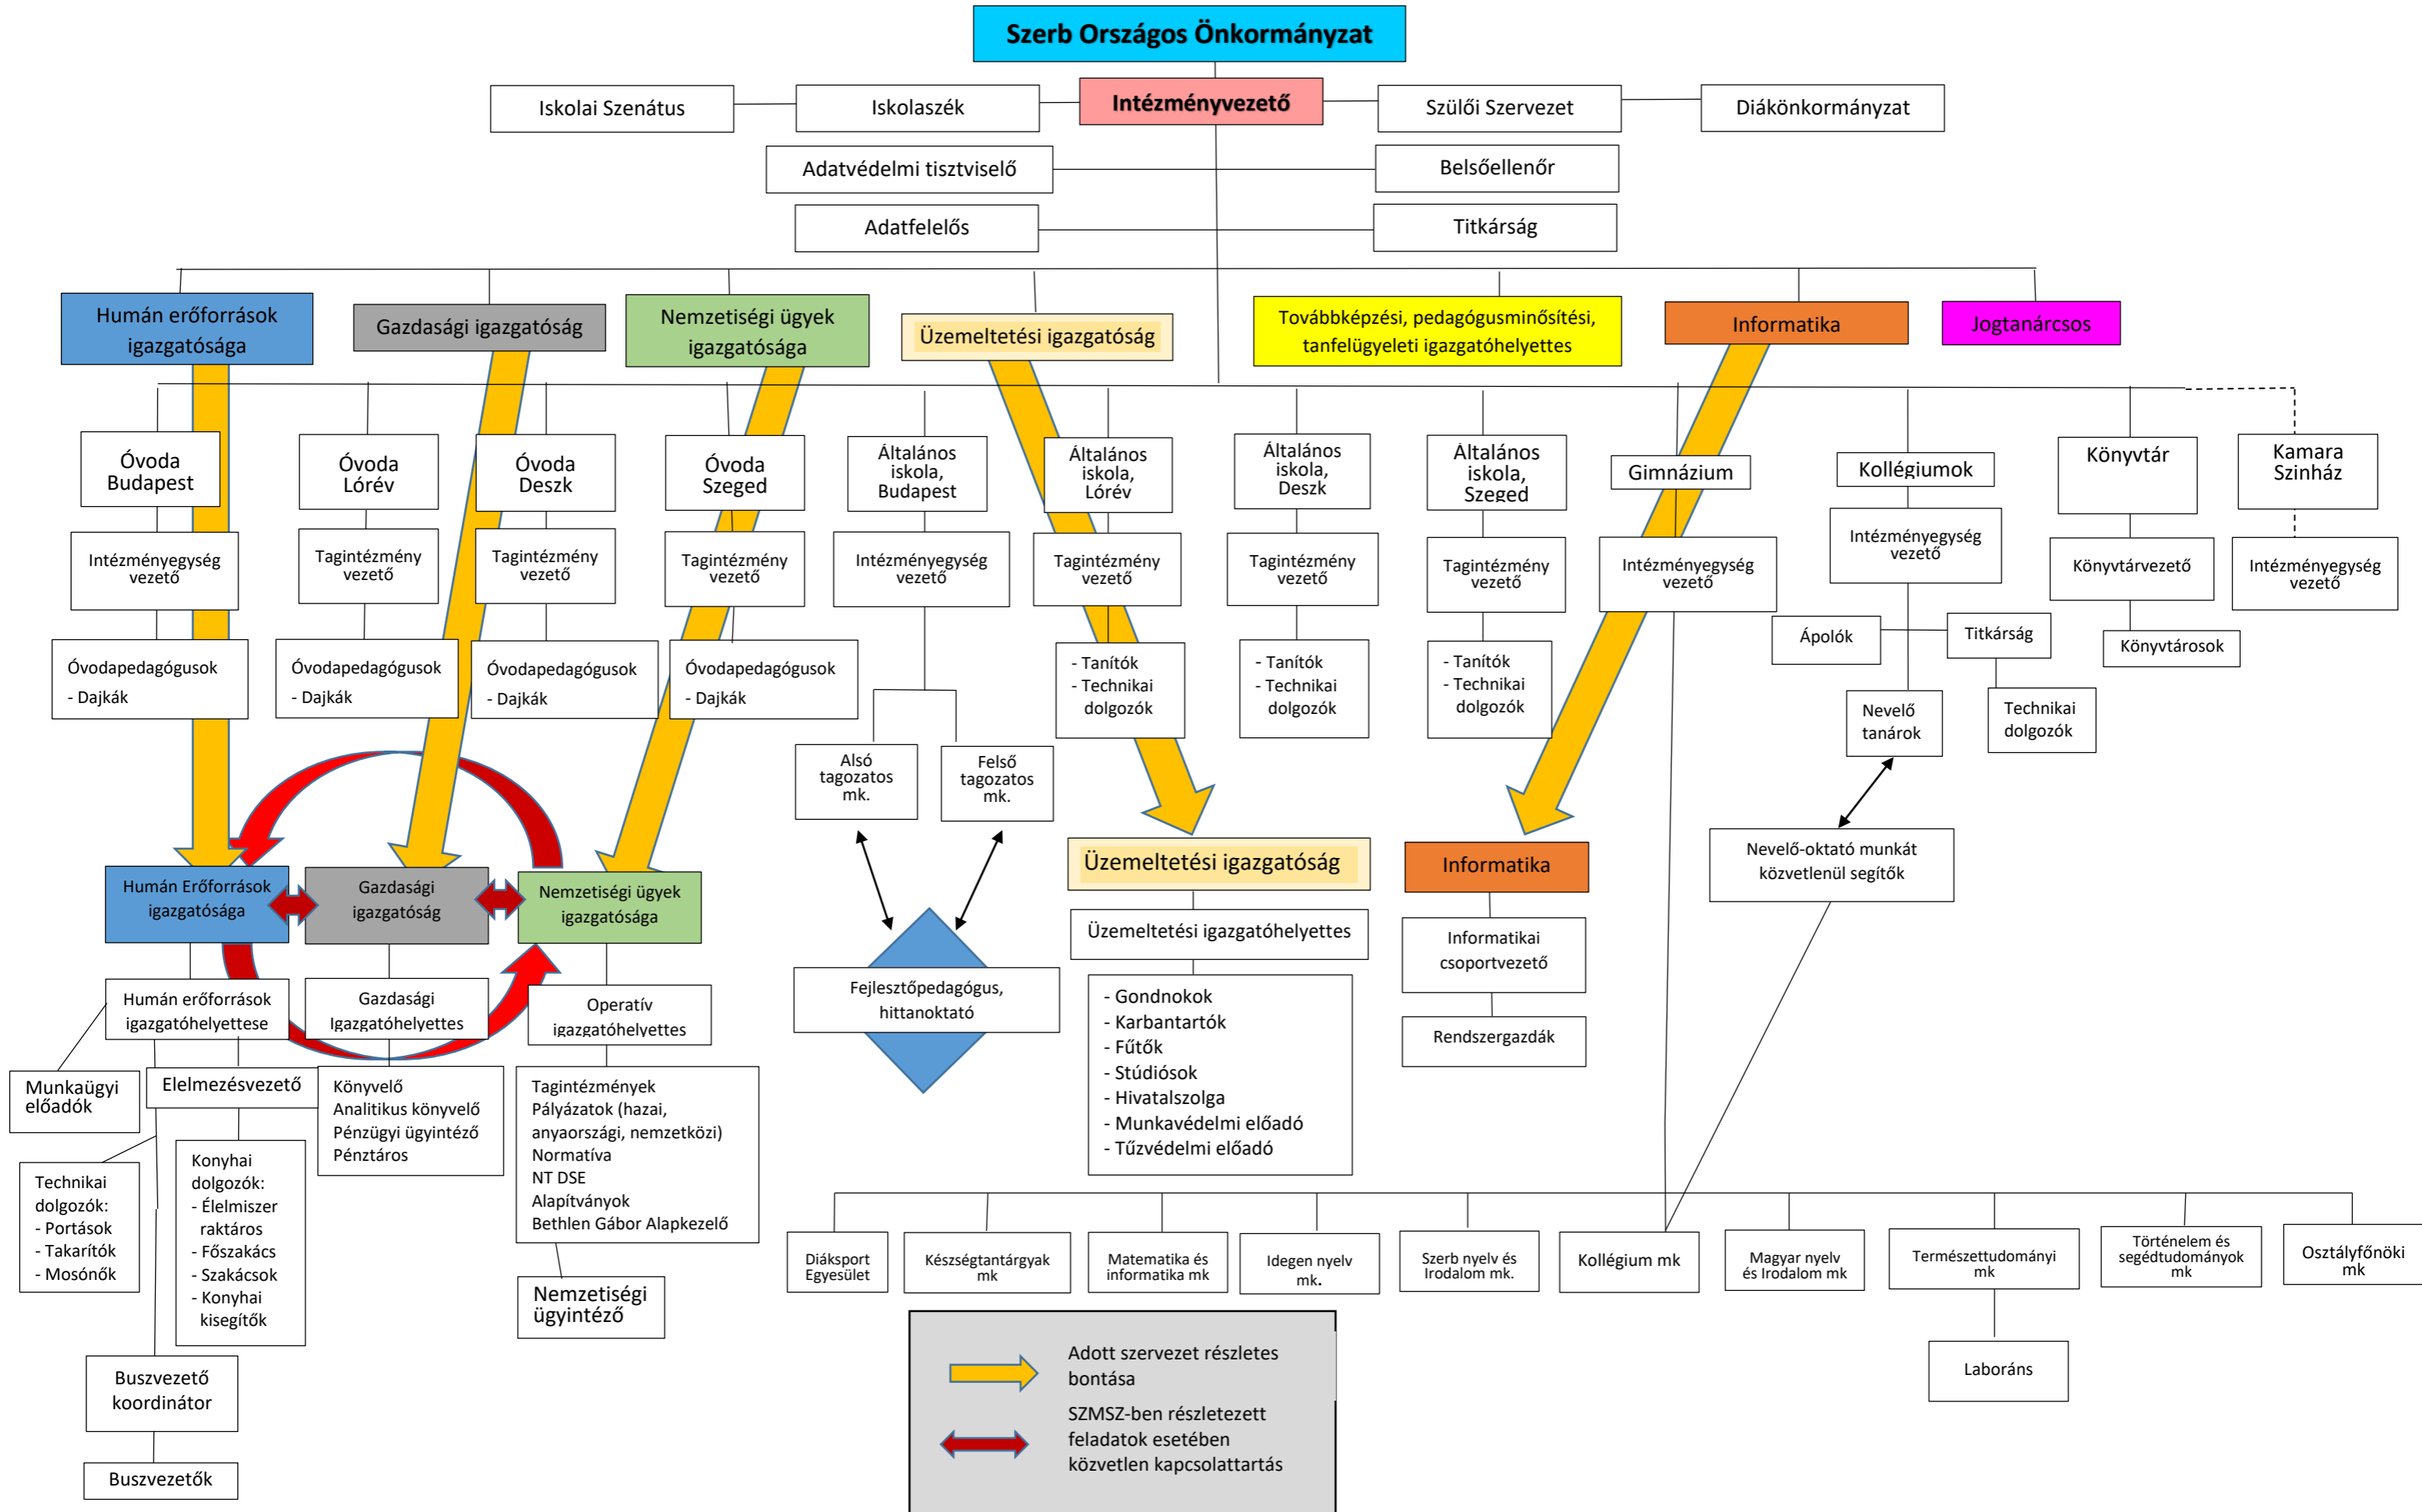 Szerb Országos Önkormányzat
Iskolai Szenátus
Iskolaszék
Intézményvezető
Szülői Szervezet
Diákönkormányzat
Adatvédelmi tisztviselő
Belsőellenőr
Adatfelelős
Titkárság
Humán erőforrások
igazgatósága
Gazdasági igazgatóság
Nemzetiségi ügyek
igazgatósága
Üzemeltetési igazgatóság
Továbbképzési, pedagógusminősítési,
tanfelügyeleti igazgatóhelyettes
Informatika
Jogtanárcsos
Óvoda
Budapest
Óvoda
Lórév
Óvoda
Deszk
Óvoda
Szeged
Általános
iskola,
Budapest
Általános
iskola,
Lórév
Általános
iskola,
Deszk
Általános
iskola,
Szeged
Gimnázium
Kollégiumok
Könyvtár
Kamara
Szinház
Intézményegység
vezető
Tagintézmény
vezető
Tagintézmény
vezető
Tagintézmény
vezető
Intézményegység
vezető
Tagintézmény
vezető
Tagintézmény
vezető
Tagintézmény
vezető
Intézményegység
vezető
Intézményegység
vezető
Könyvtárvezető
Intézményegység
vezető
Óvodapedagógusok
- Dajkák
Óvodapedagógusok
- Dajkák
Óvodapedagógusok
- Dajkák
Óvodapedagógusok
- Dajkák
- Tanítók
- Technikai
dolgozók
- Tanítók
- Technikai
dolgozók
- Tanítók
- Technikai
dolgozók
Ápolók
Titkárság
Könyvtárosok
Nevelő
tanárok
Technikai
dolgozók
Alsó
tagozatos
mk.
Felső
tagozatos
mk.
Humán Erőforrások
igazgatósága
Gazdasági
igazgatóság
Nemzetiségi ügyek
igazgatósága
Üzemeltetési igazgatóság
Informatika
Nevelő-oktató munkát
közvetlenül segítők
Üzemeltetési igazgatóhelyettes
Informatikai
csoportvezető
Fejlesztőpedagógus,
hittanoktató
Humán erőforrások
igazgatóhelyettese
Gazdasági
Igazgatóhelyettes
Operatív
igazgatóhelyettes
- Gondnokok
- Karbantartók
- Fűtők
- Stúdiósok
- Hivatalszolga
- Munkavédelmi előadó
- Tűzvédelmi előadó
Rendszergazdák
Munkaügyi
előadók
Elelmezésvezető
Könyvelő
Analitikus könyvelő
Pénzügyi ügyintéző
Pénztáros
Tagintézmények
Pályázatok (hazai,
anyaországi, nemzetközi)
Normatíva
NT DSE
Alapítványok
Bethlen Gábor Alapkezelő
Technikai
dolgozók:
- Portások
- Takarítók
- Mosónők
Konyhai
dolgozók:
- Élelmiszer
raktáros
- Főszakács
- Szakácsok
- Konyhai
kisegítők
Nemzetiségi
ügyintéző
Diáksport
Egyesület
Készségtantárgyak
mk
Matematika és
informatika mk
Idegen nyelv
mk.
Szerb nyelv és
Irodalom mk.
Kollégium mk
Magyar nyelv
és Irodalom mk
Természettudományi
mk
Történelem és
segédtudományok
mk
Osztályfőnöki
mk
Laboráns
Buszvezető
koordinátor
Buszvezetők
Adott szervezet részletes
bontása
SZMSZ-ben részletezett
feladatok esetében
közvetlen kapcsolattartás